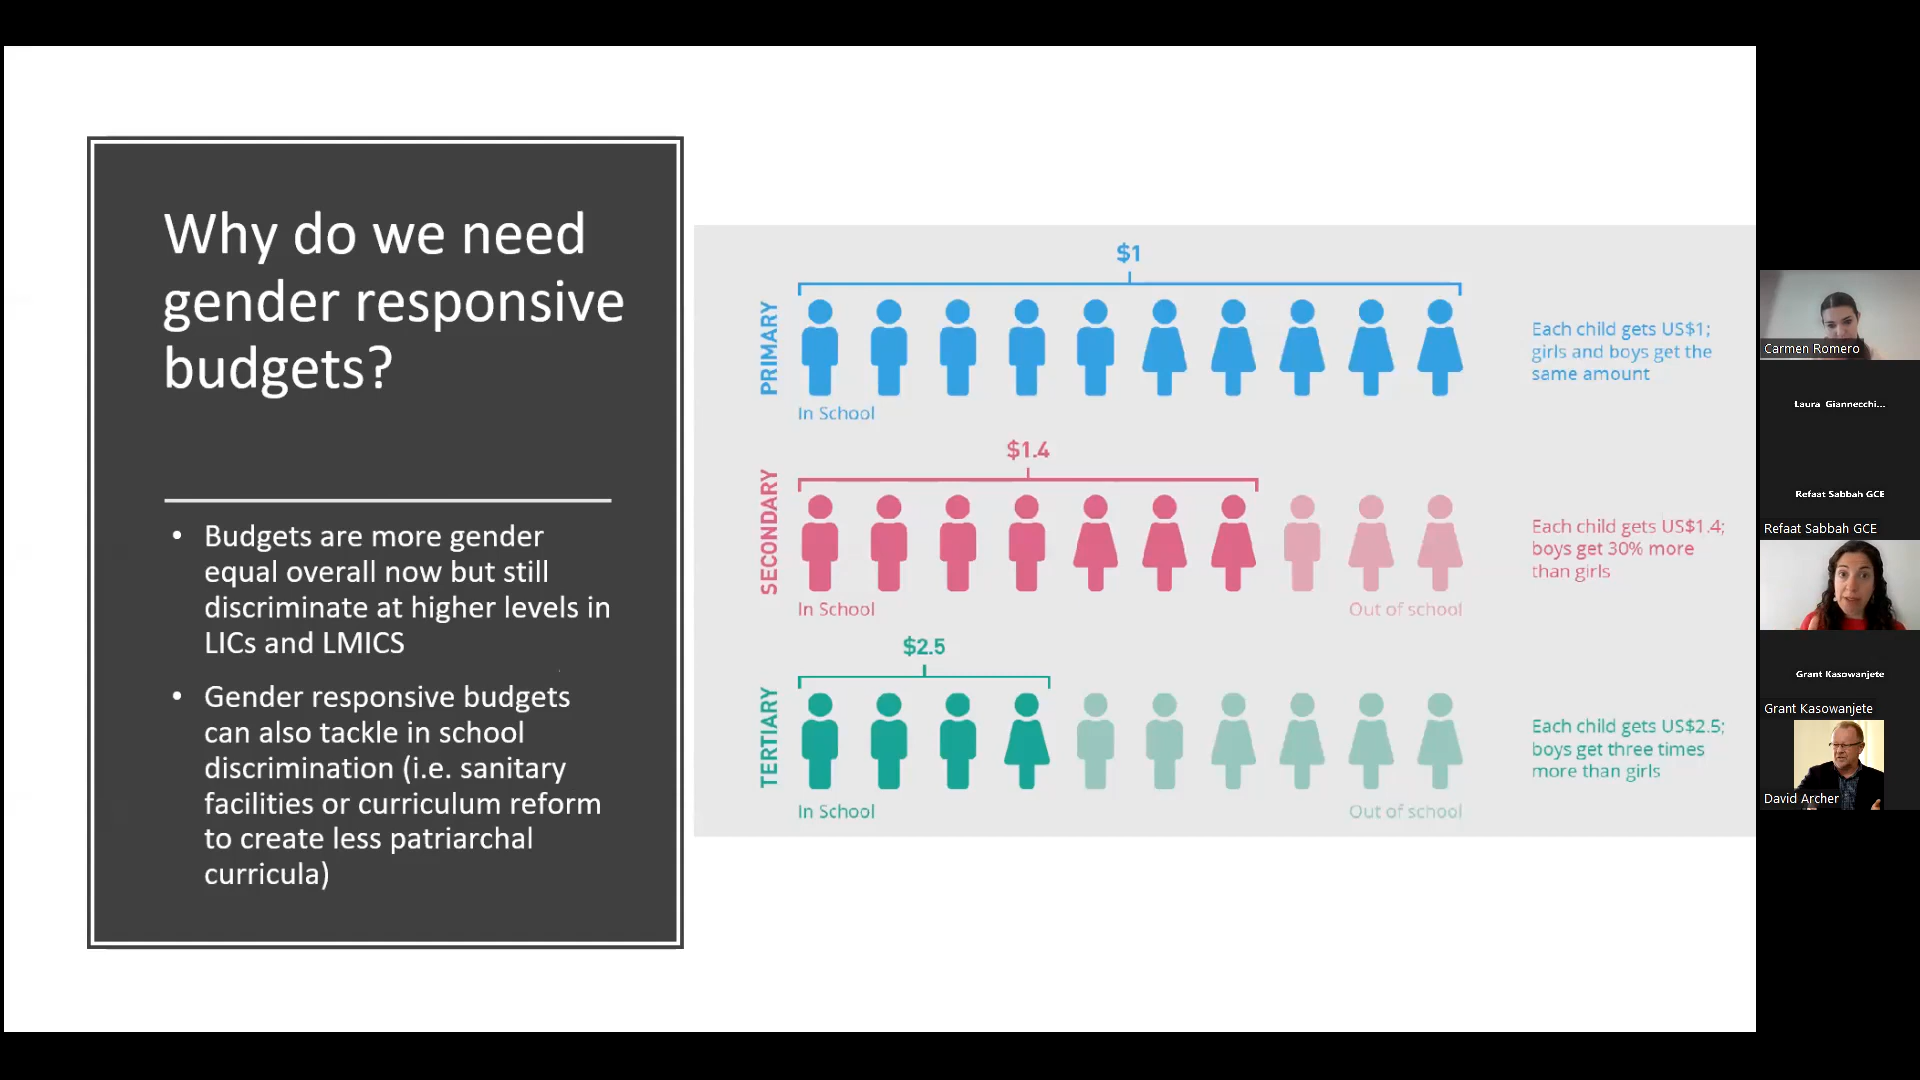 Why do we need
gender responsive
budgets?
• Budgets are more gender
equal overall now but still
discriminate at higher levels in
LICs and LMICS
• Gender responsive budgets
can also tackle in school
discrimination (i.e. sanitary
facilities or curriculum reform
to create less patriarchal
curricula)
$1
PRIMARY
In School
Each child gets US$1;
girls and boys get the
same amount
$1.4
SECONDARY
In School
Out of school
Each child gets US$1.4;
boys get 30% more
than girls
$2.5
TERTIARY
In School
Out of school
Each child gets US$2.5;
boys get three times
more than girls
Carmen Romero
Laura Giannecchi...
Refaat Sabbah GCE
Refaat Sabbah GCE
Grant Kasowanjete
Grant Kasowanjete
David Archer